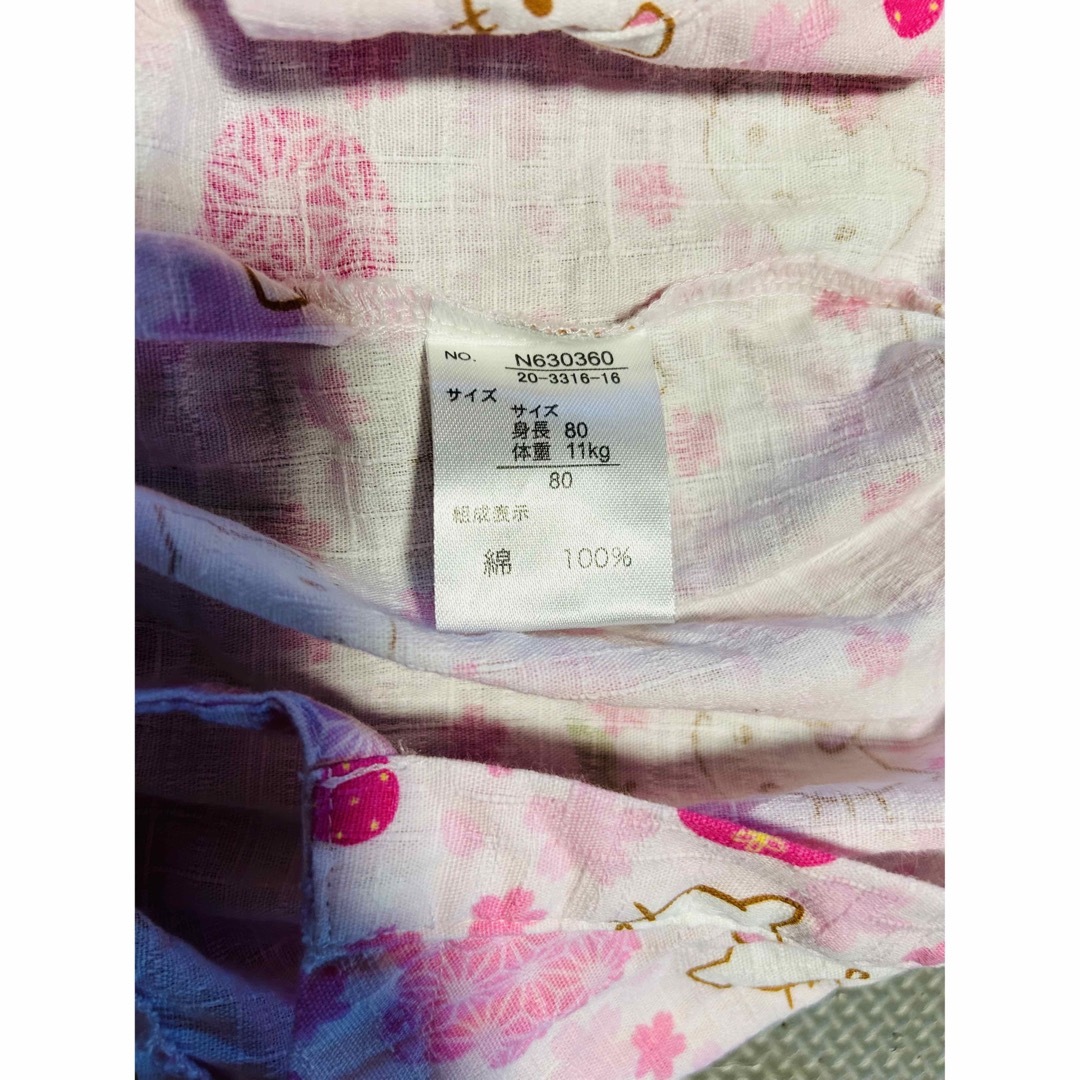 NO. N630360
20-3316-16
サイズ
サイズ
身長 80
体重 11kg
80
組成表示
綿 100%